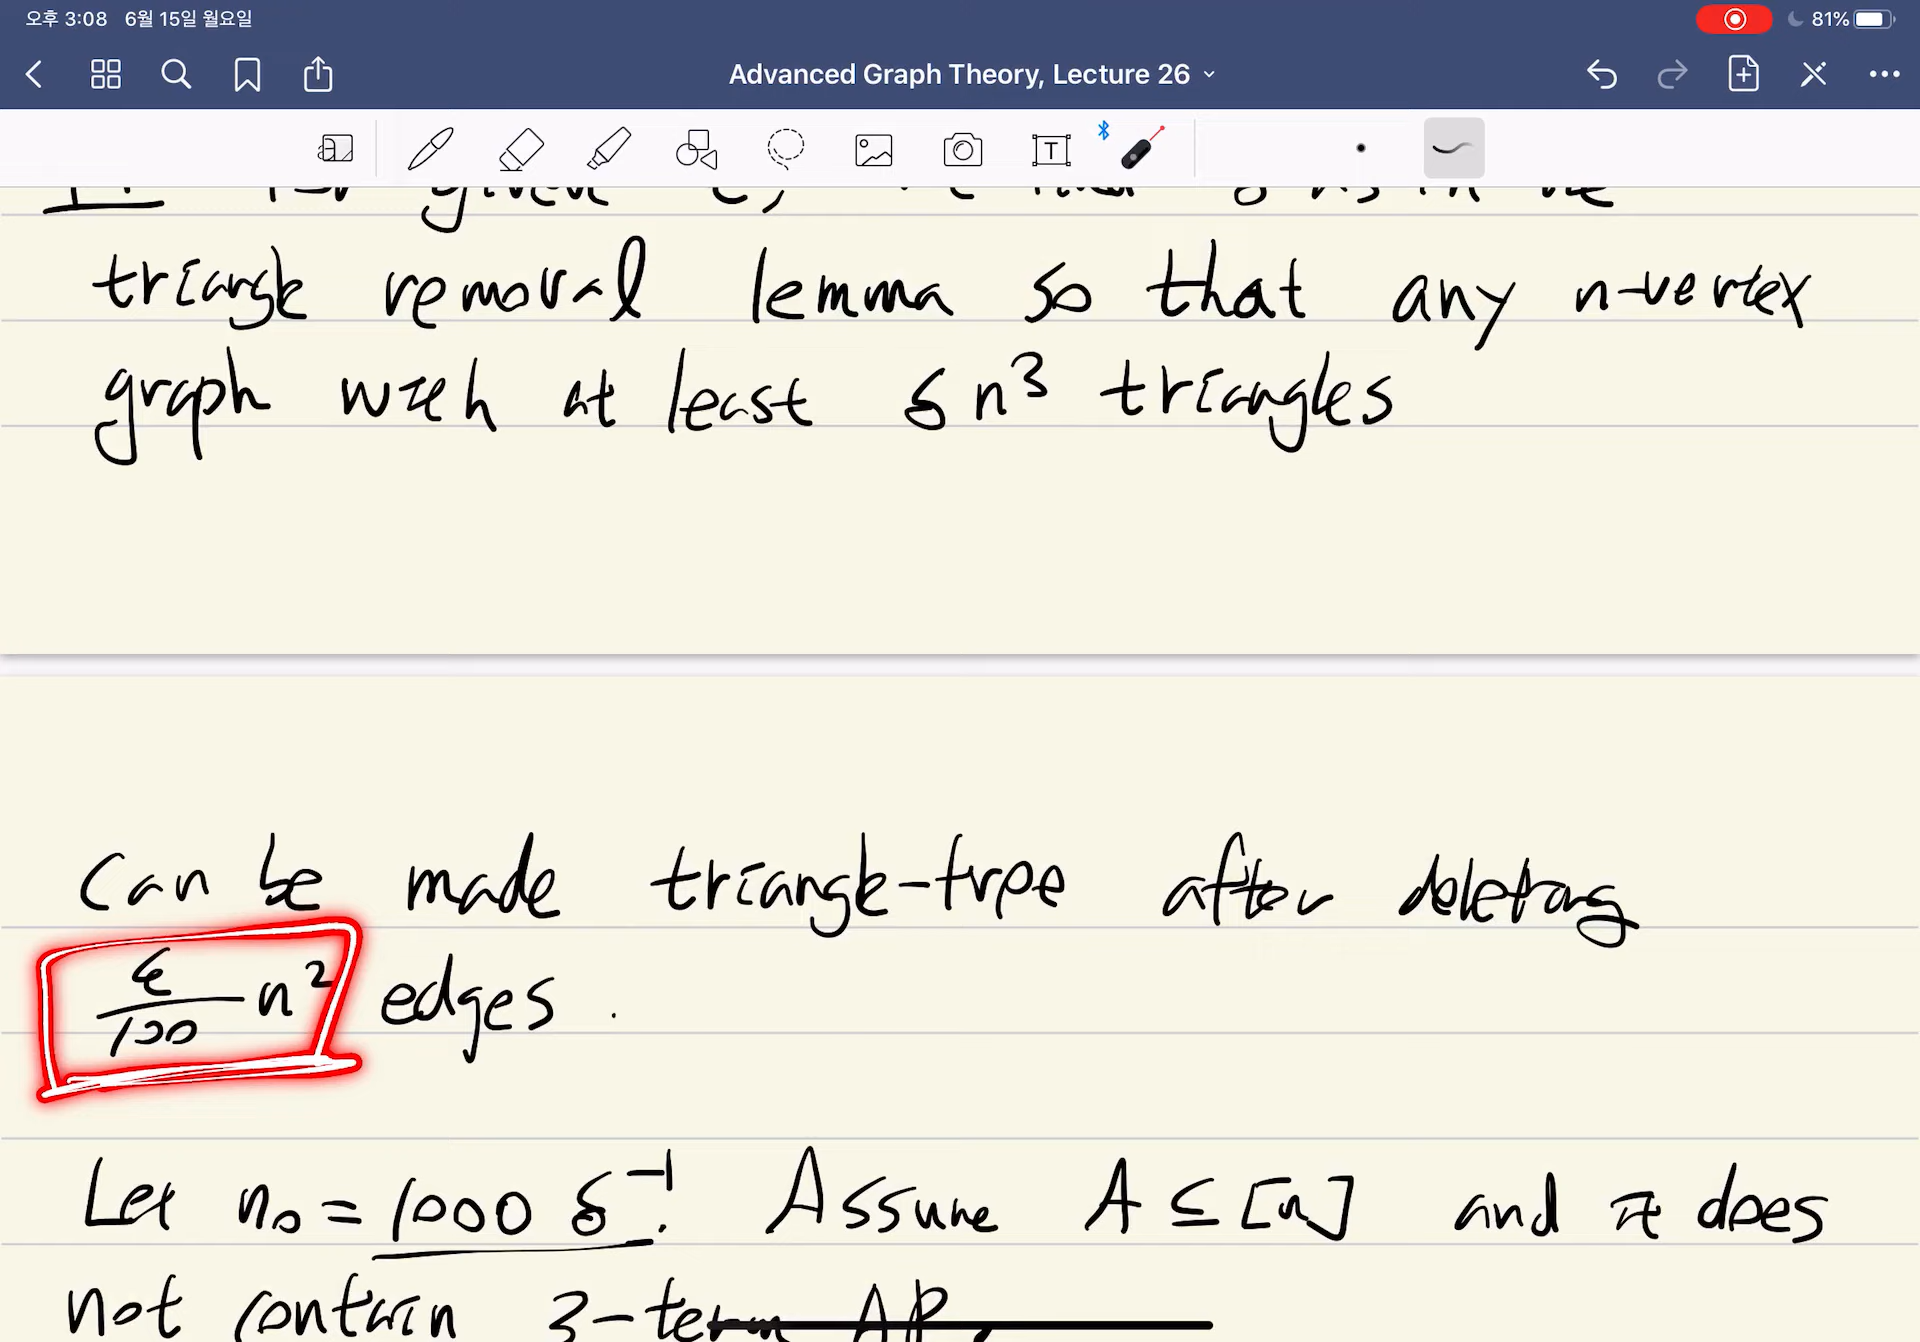 오후 3:08 6월 15일 월요일
81%
Advanced Graph Theory, Lecture 26
given
triangle removal lemma so that any n-vertex
graph with at least δn³ triangles
can be made triangle-free after deleting
ε/100 n² edges.
Let n₀ = 1000 δ⁻¹. Assume A ⊆ [n] and it does
not contain 3-term AP.